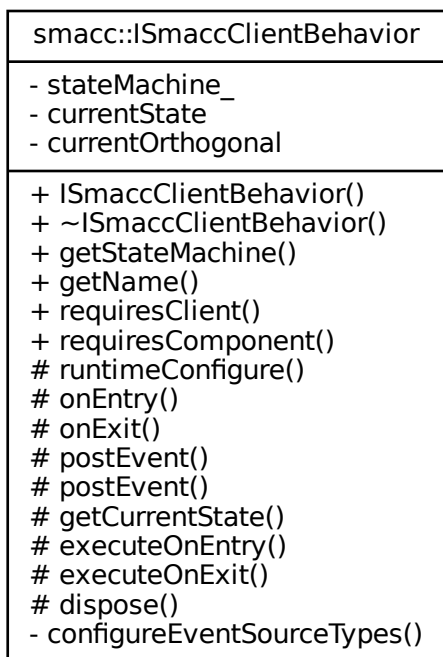 smacc::ISmaccClientBehavior
- stateMachine_
- currentState
- currentOrthogonal
+ ISmaccClientBehavior()
+ ~ISmaccClientBehavior()
+ getStateMachine()
+ getName()
+ requiresClient()
+ requiresComponent()
# runtimeConfigure()
# onEntry()
# onExit()
# postEvent()
# postEvent()
# getCurrentState()
# executeOnEntry()
# executeOnExit()
# dispose()
- configureEventSourceTypes()